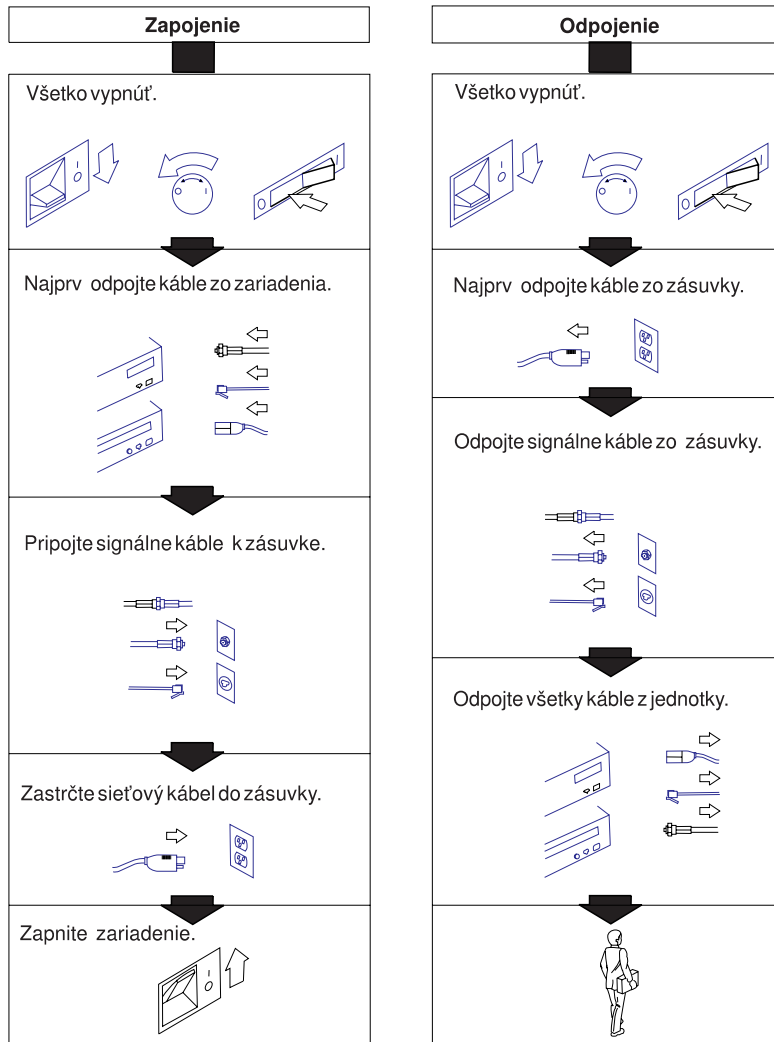 Zapojenie
Všetko vypnúť.
Najprv odpojte káble zo zariadenia.
Pripojte signálne káble k zásuvke.
Zastrčte sieťový kábel do zásuvky.
Zapnite zariadenie.
Odpojenie
Všetko vypnúť.
Najprv odpojte káble zo zásuvky.
Odpojte signálne káble zo zásuvky.
Odpojte všetky káble z jednotky.